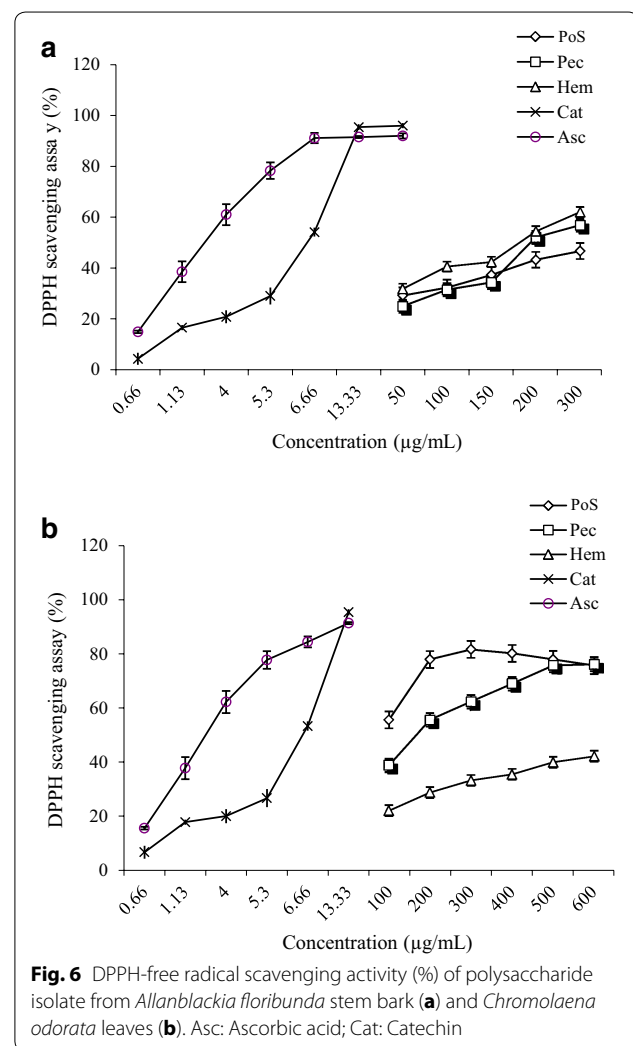 a
PoS
Pec
Hem
Cat
Asc
DPPH scavenging assa y (%)
120
100
80
60
40
20
0
0.66
1.13
4
5.3
6.66
13.33
50
100
150
200
300
Concentration (µg/mL)
b
PoS
Pec
Hem
Cat
Asc
DPPH scavenging assay (%)
120
100
80
60
40
20
0
0.66
1.13
4
5.3
6.66
13.33
100
200
300
400
500
600
Concentration (µg/mL)
Fig. 6 DPPH-free radical scavenging activity (%) of polysaccharide
isolate from Allanblackia floribunda stem bark (a) and Chromolaena
odorata leaves (b). Asc: Ascorbic acid; Cat: Catechin